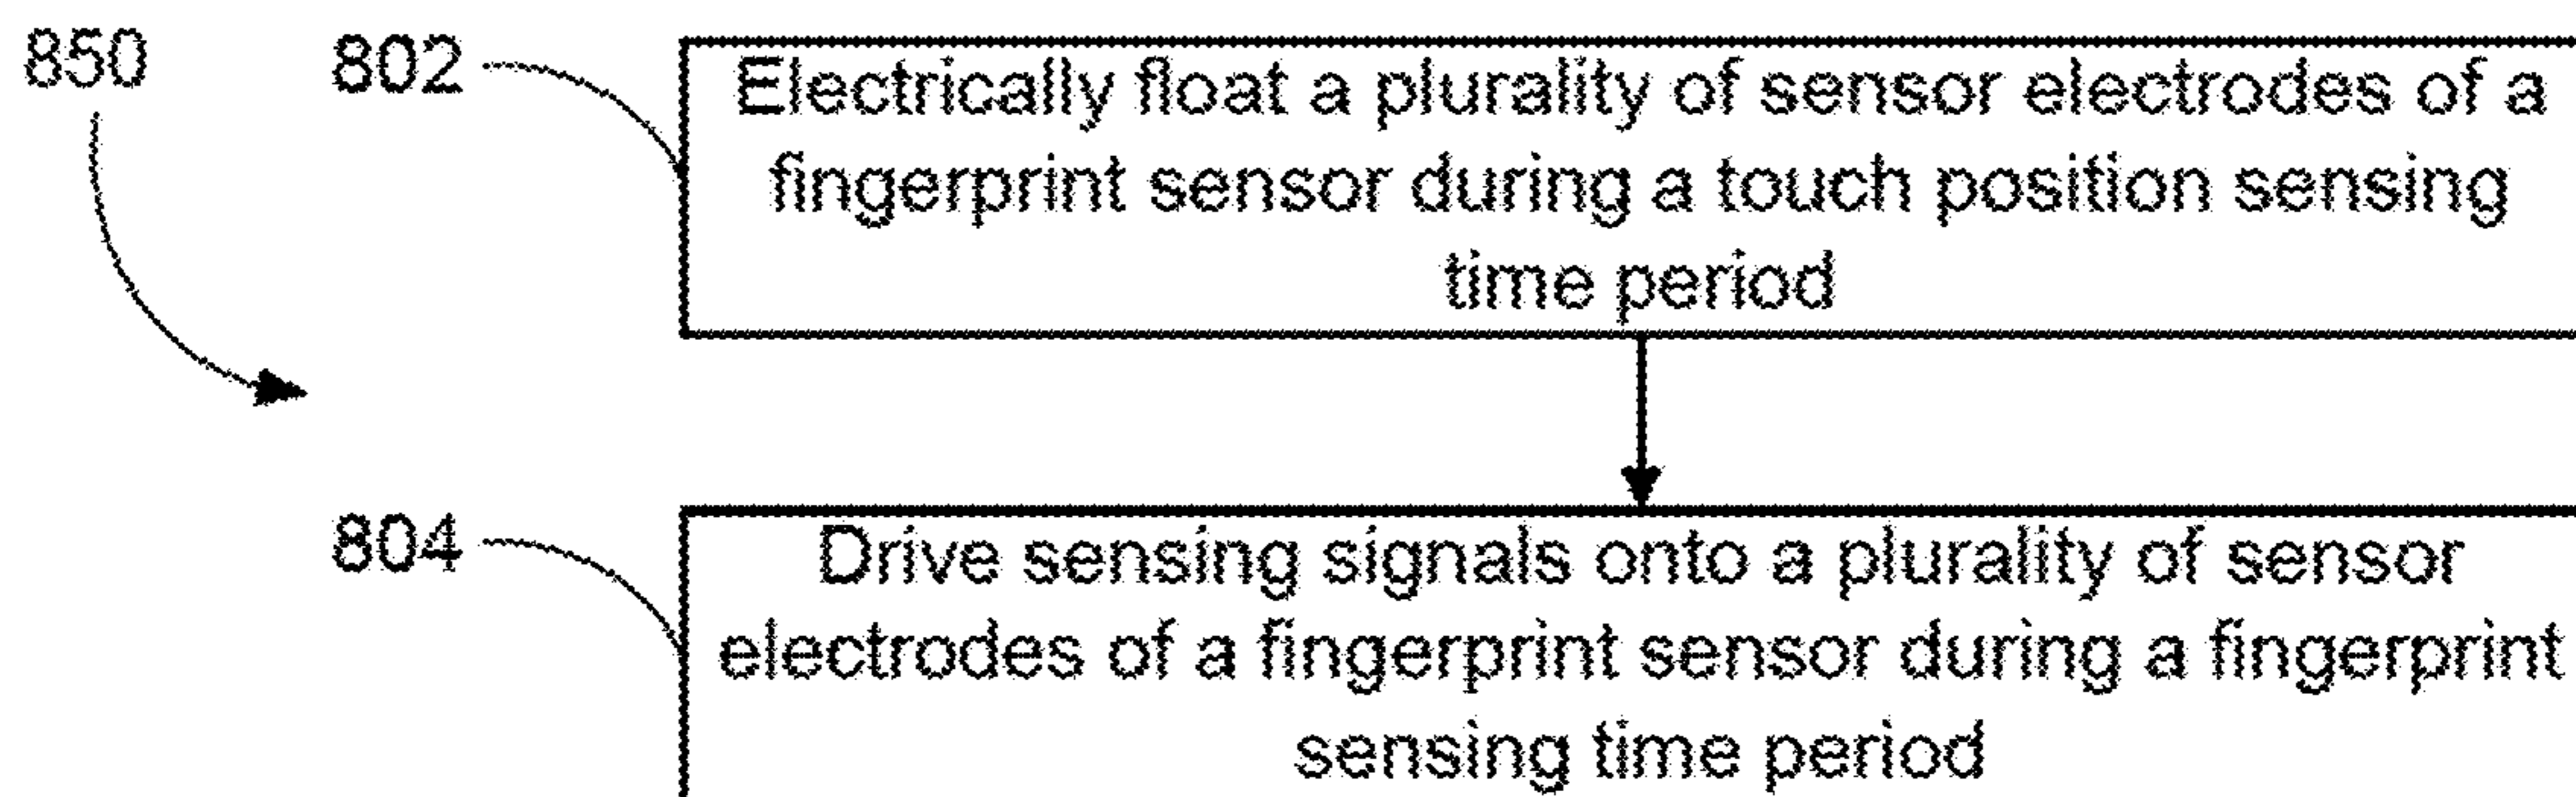 850
802
Electrically float a plurality of sensor electrodes of a
fingerprint sensor during a touch position sensing
time period
804
Drive sensing signals onto a plurality of sensor
electrodes of a fingerprint sensor during a fingerprint
sensing time period